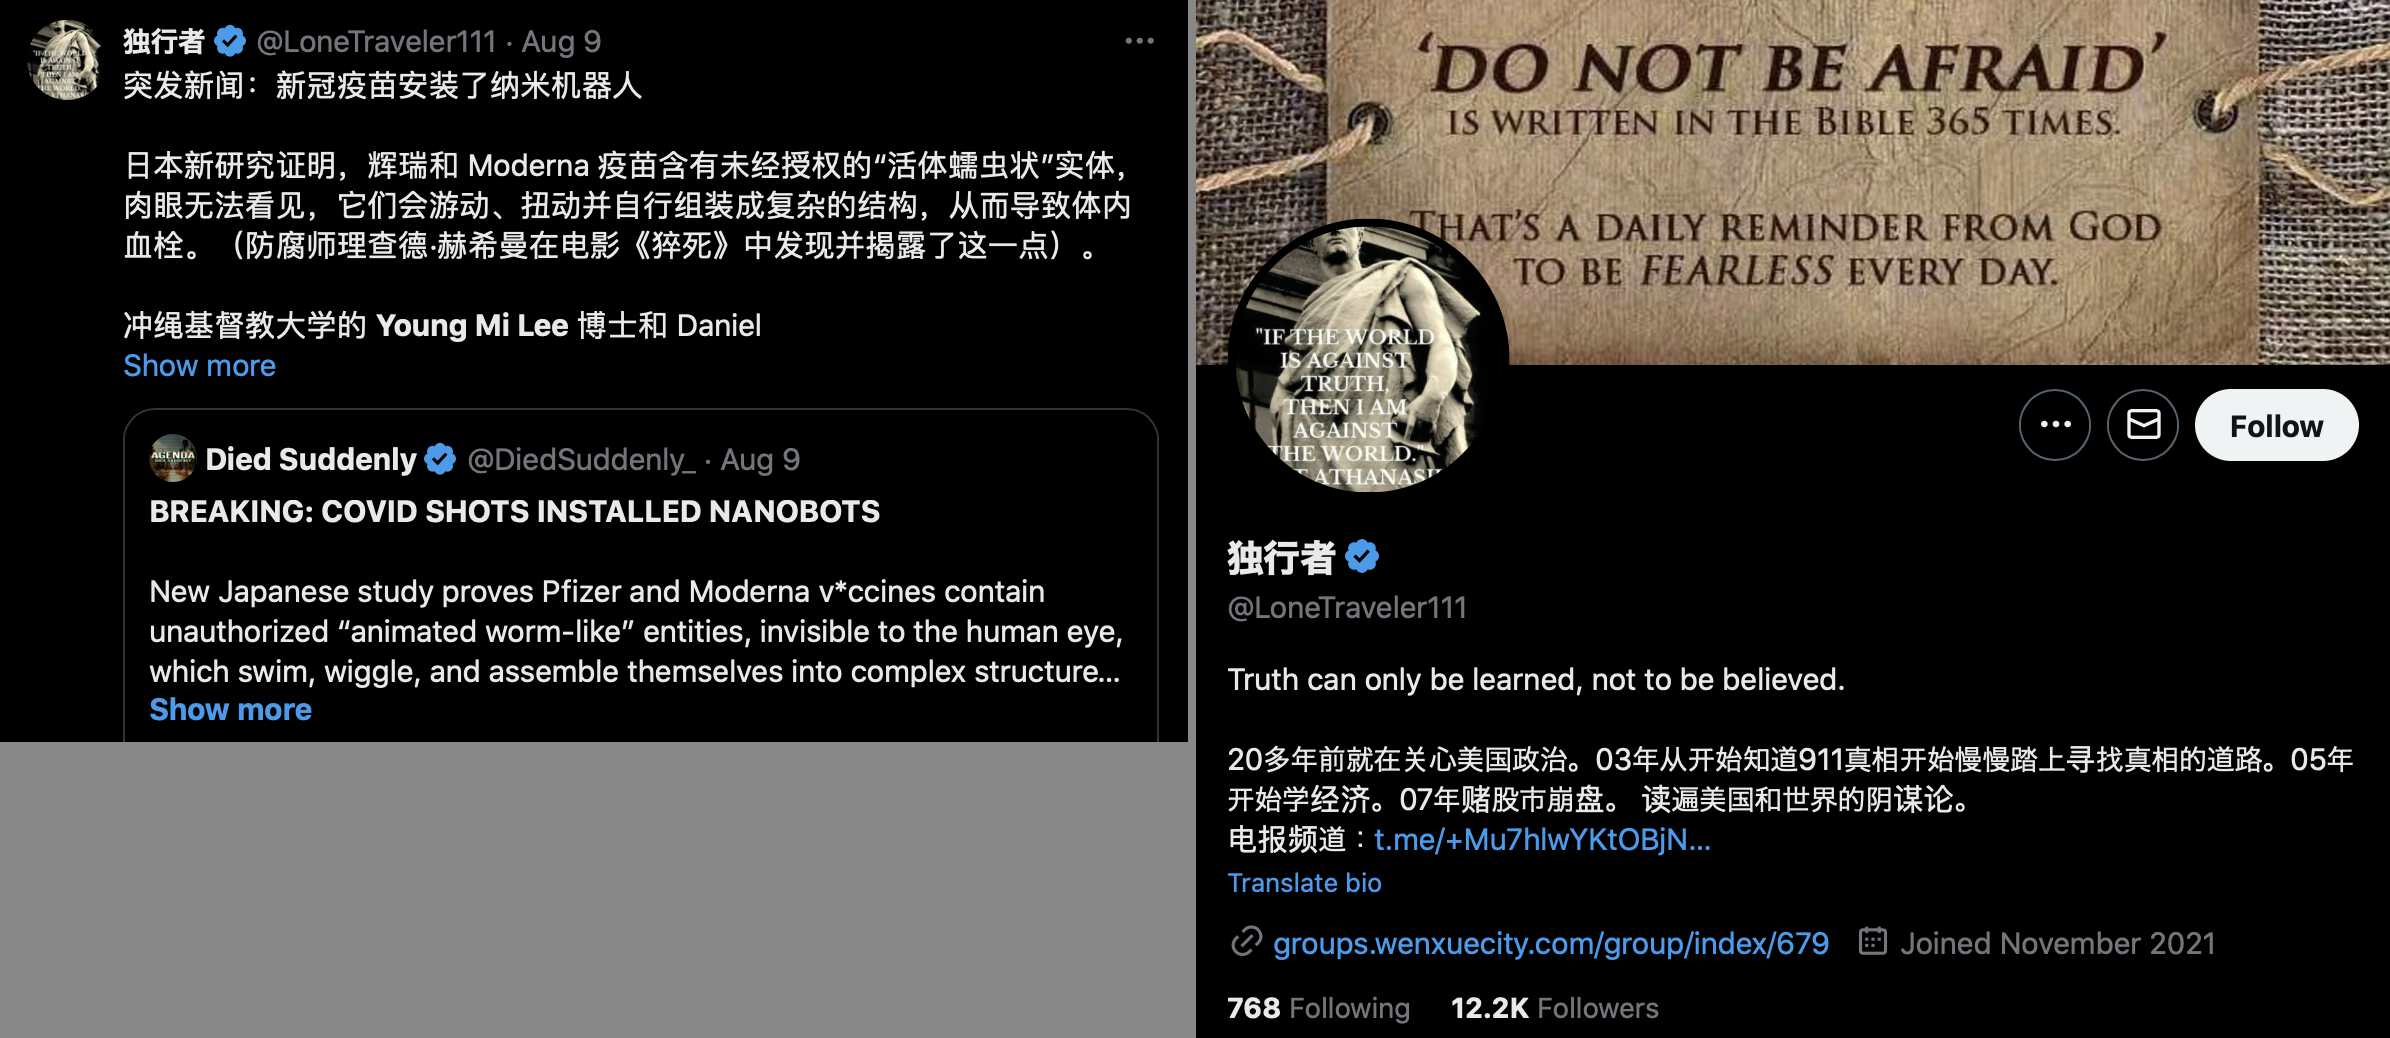 独行者 @LoneTraveler111 · Aug 9
突发新闻：新冠疫苗安装了纳米机器人
日本新研究证明，辉瑞和 Moderna 疫苗含有未经授权的“活体蠕虫状”实体，
肉眼无法看见，它们会游动、扭动并自行组装成复杂的结构，从而导致体内
血栓。（防腐师理查德·赫希曼在电影《猝死》中发现并揭露了这一点）。
冲绳基督教大学的 Young Mi Lee 博士和 Daniel
Show more
AGENDA
Died Suddenly @DiedSuddenly_ · Aug 9
BREAKING: COVID SHOTS INSTALLED NANOBOTS
New Japanese study proves Pfizer and Moderna v*ccines contain
unauthorized “animated worm-like” entities, invisible to the human eye,
which swim, wiggle, and assemble themselves into complex structure...
Show more
‘DO NOT BE AFRAID’
IS WRITTEN IN THE BIBLE 365 TIMES.
THAT’S A DAILY REMINDER FROM GOD
TO BE FEARLESS EVERY DAY.
"IF THE WORLD
IS AGAINST
TRUTH,
THEN I AM
AGAINST
THE WORLD."
Follow
独行者
@LoneTraveler111
Truth can only be learned, not to be believed.
20多年前就在关心美国政治。03年从开始知道911真相开始慢慢踏上寻找真相的道路。05年
开始学经济。07年赌股市崩盘。 读遍美国和世界的阴谋论。
电报频道：t.me/+Mu7hlwYKtOBjN...
Translate bio
groups.wenxuecity.com/group/index/679 Joined November 2021
768 Following 12.2K Followers